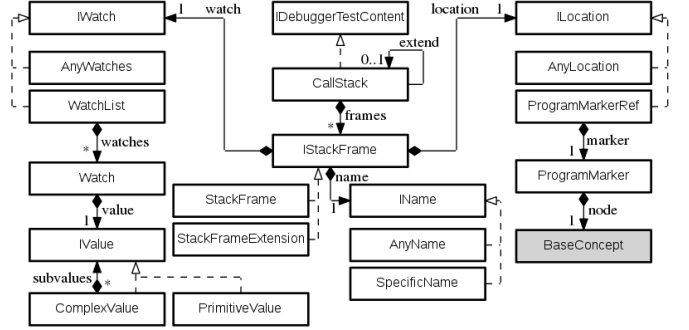 IWatch
1
watch
IDebuggerTestContent
location
1
ILocation
extend
0..1
AnyWatches
CallStack
AnyLocation
WatchList
frames
ProgramMarkerRef
*
watches
*
IStackFrame
marker
1
Watch
name
ProgramMarker
value
StackFrame
1
IName
node
1
1
IValue
StackFrameExtension
AnyName
BaseConcept
subvalues
*
SpecificName
ComplexValue
PrimitiveValue